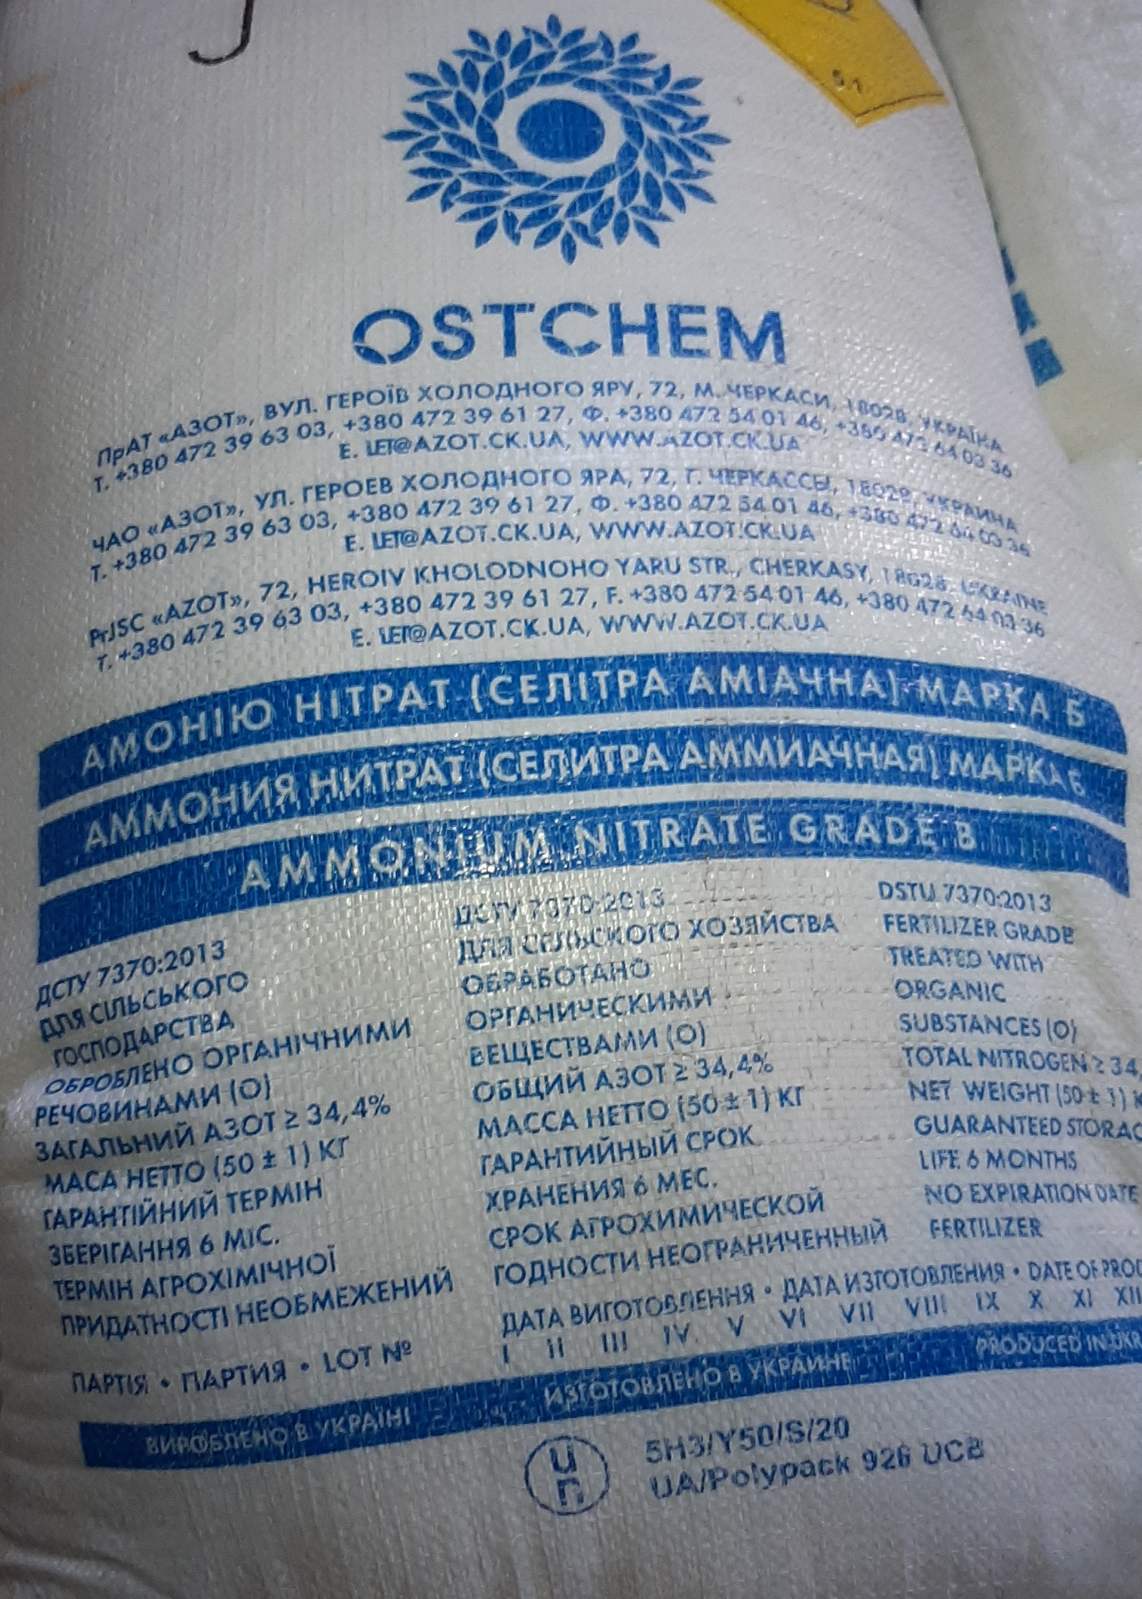 5.1
OSTCHEM
ПрАТ «АЗОТ», ВУЛ. ГЕРОЇВ ХОЛОДНОГО ЯРУ, 72, М. ЧЕРКАСИ, 18028, УКРАЇНА
Т. +380 472 39 63 03, +380 472 39 61 27, Ф. +380 472 54 01 46, +380 472 64 03 36
E. LET@AZOT.CK.UA, WWW.AZOT.CK.UA
ЧАО «АЗОТ», УЛ. ГЕРОЕВ ХОЛОДНОГО ЯРА, 72, Г. ЧЕРКАССЫ, 18028, УКРАИНА
Т. +380 472 39 63 03, +380 472 39 61 27, Ф. +380 472 54 01 46, +380 472 64 03 36
E. LET@AZOT.CK.UA, WWW.AZOT.CK.UA
PrJSC «AZOT», 72, HEROIV KHOLODNOHO YARU STR., CHERKASY, 18028, UKRAINE
T. +380 472 39 63 03, +380 472 39 61 27, F. +380 472 54 01 46, +380 472 64 03 36
E. LET@AZOT.CK.UA, WWW.AZOT.CK.UA
АМОНІЮ НІТРАТ (СЕЛІТРА АМІАЧНА) МАРКА Б
АММОНИЯ НИТРАТ (СЕЛИТРА АММИАЧНАЯ) МАРКА Б
AMMONIUM NITRATE GRADE B
ДСТУ 7370:2013
ДЛЯ СІЛЬСЬКОГО
ГОСПОДАРСТВА
ОБРОБЛЕНО ОРГАНІЧНИМИ
РЕЧОВИНАМИ (О)
ЗАГАЛЬНИЙ АЗОТ ≥ 34,4%
МАСА НЕТТО (50 ± 1) КГ
ГАРАНТІЙНИЙ ТЕРМІН
ЗБЕРІГАННЯ 6 МІС.
ТЕРМІН АГРОХІМІЧНОЇ
ПРИДАТНОСТІ НЕОБМЕЖЕНИЙ
ДСТУ 7370:2013
ДЛЯ СЕЛЬСКОГО ХОЗЯЙСТВА
ОБРАБОТАНО
ОРГАНИЧЕСКИМИ
ВЕЩЕСТВАМИ (О)
ОБЩИЙ АЗОТ ≥ 34,4%
МАССА НЕТТО (50 ± 1) КГ
ГАРАНТИЙНЫЙ СРОК
ХРАНЕНИЯ 6 МЕС.
СРОК АГРОХИМИЧЕСКОЙ
ГОДНОСТИ НЕОГРАНИЧЕННЫЙ
DSTU 7370:2013
FERTILIZER GRADE
TREATED WITH
ORGANIC
SUBSTANCES (O)
TOTAL NITROGEN ≥ 34,
NET WEIGHT (50 ± 1) K
GUARANTEED STORAG
LIFE 6 MONTHS
NO EXPIRATION DATE
FERTILIZER
ПАРТІЯ • ПАРТИЯ • LOT №
ДАТА ВИГОТОВЛЕННЯ • ДАТА ИЗГОТОВЛЕНИЯ • DATE OF PROD
I II III IV V VI VII VIII IX X XI XII
ВИРОБЛЕНО В УКРАЇНІ ИЗГОТОВЛЕНО В УКРАИНЕ PRODUCED IN UKR
un
5H3/Y50/S/20
UA/Polypack 926 UCB